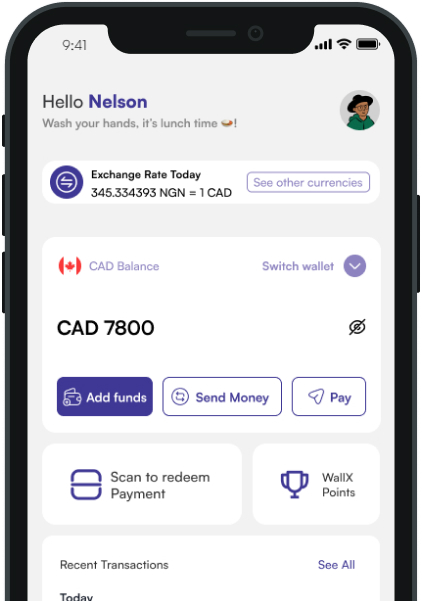 9:41
Hello Nelson
Wash your hands, it's lunch time 🥪!
Exchange Rate Today
345.334393 NGN = 1 CAD
See other currencies
CAD Balance
Switch wallet
CAD 7800
Add funds
Send Money
Pay
Scan to redeem
Payment
WallX
Points
Recent Transactions
See All
Today